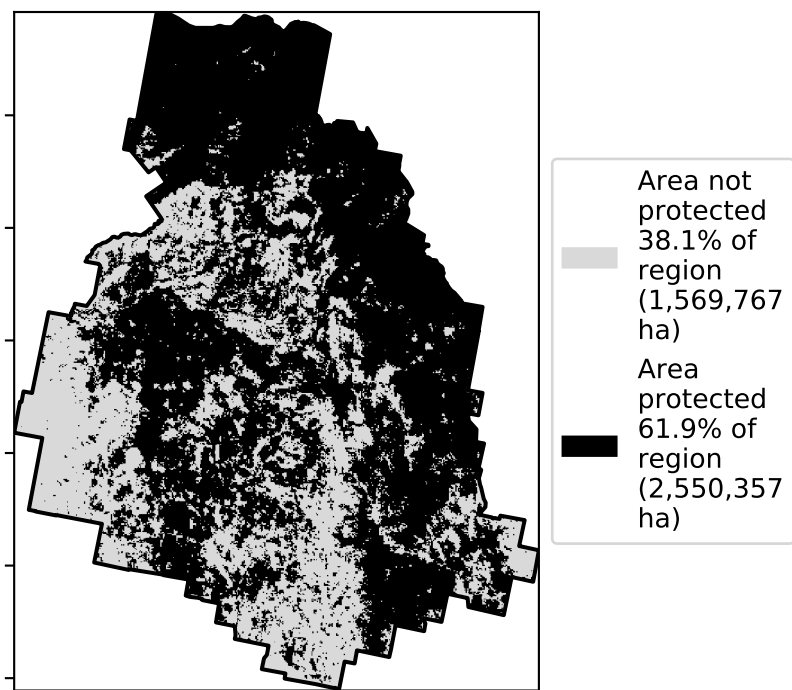 Area not
protected
38.1% of
region
(1,569,767
ha)
Area
protected
61.9% of
region
(2,550,357
ha)